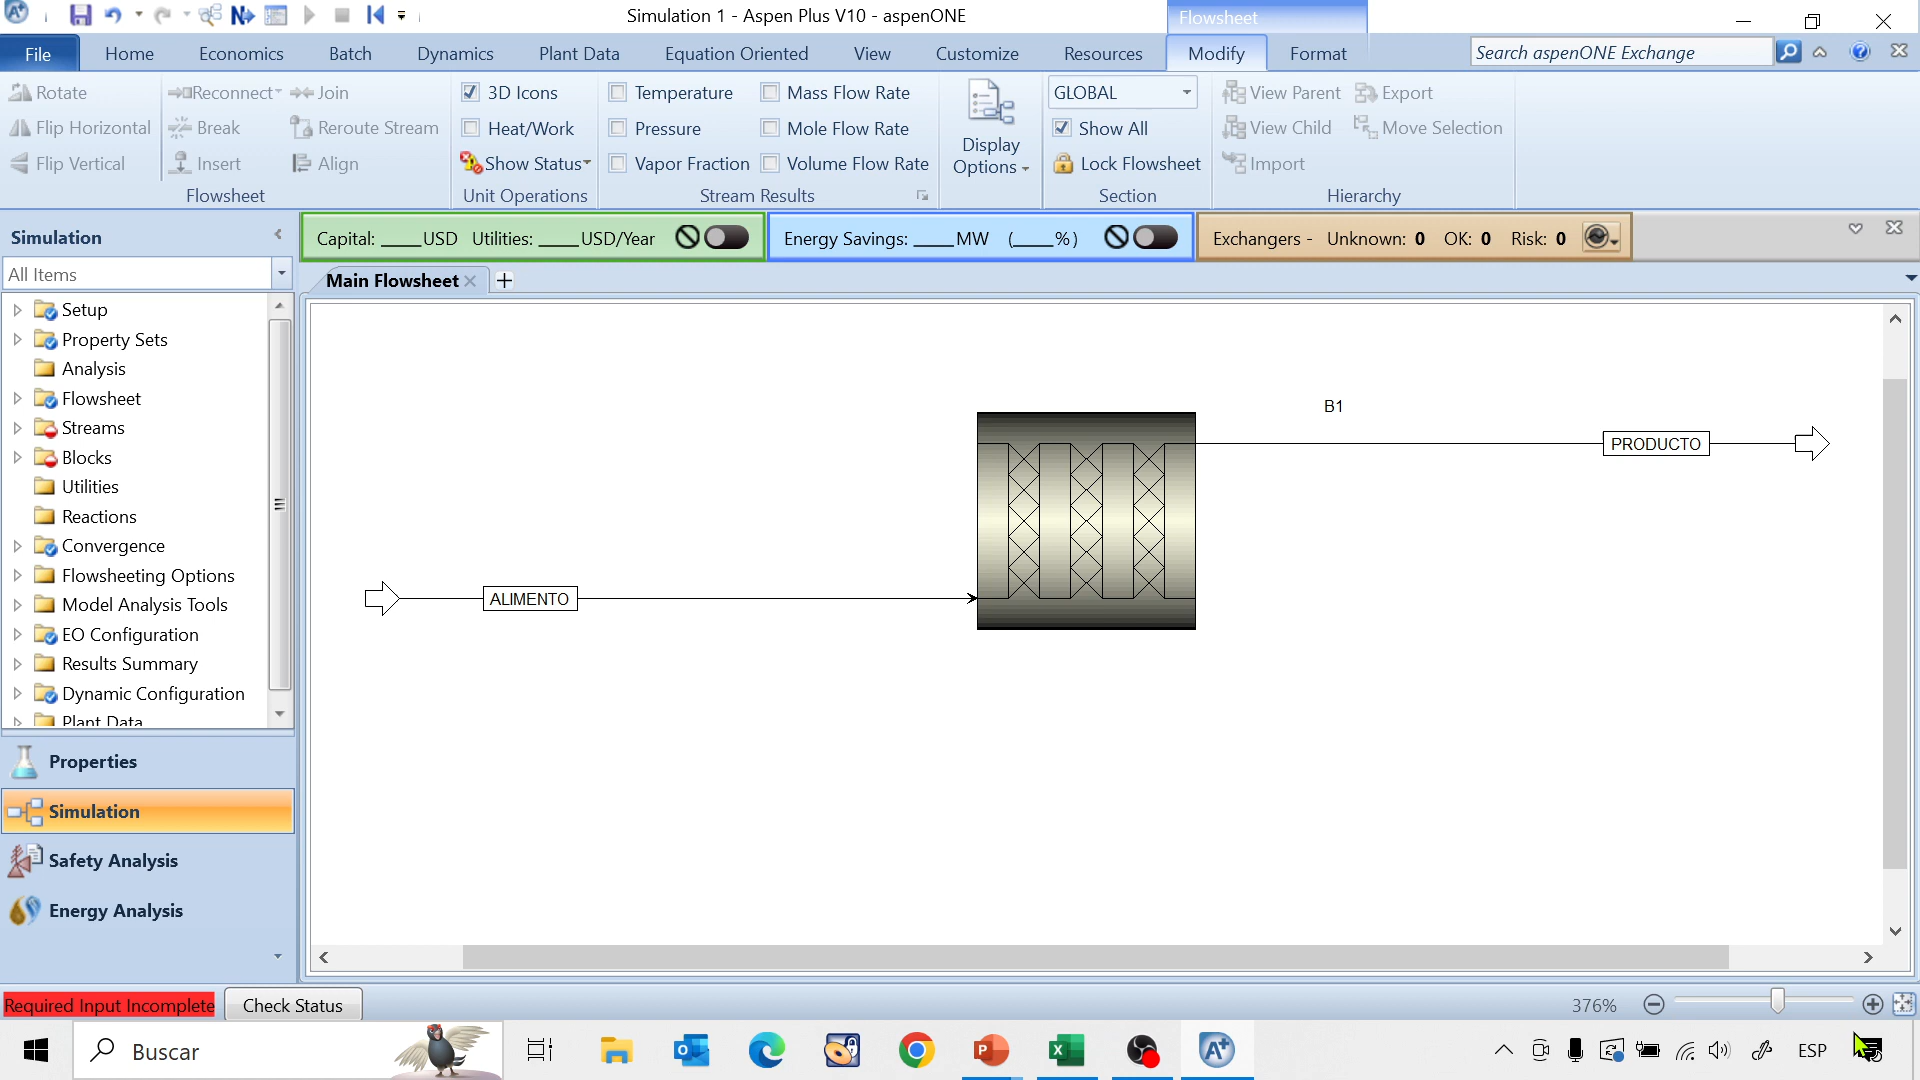 Simulation 1 - Aspen Plus V10 - aspenONE
Flowsheet
File Home Economics Batch Dynamics Plant Data Equation Oriented View Customize Resources Modify Format
Search aspenONE Exchange
Rotate Reconnect Join
Flip Horizontal Break Reroute Stream
Flip Vertical Insert Align
Flowsheet
3D Icons
Heat/Work
Show Status
Unit Operations
Temperature Mass Flow Rate
Pressure Mole Flow Rate
Vapor Fraction Volume Flow Rate
Stream Results
Display
Options
GLOBAL
Show All
Lock Flowsheet
Section
View Parent Export
View Child Move Selection
Import
Hierarchy
Capital: ____USD Utilities: ____USD/Year
Energy Savings: ____MW (____%)
Exchangers - Unknown: 0 OK: 0 Risk: 0
Simulation
All Items
Setup
Property Sets
Analysis
Flowsheet
Streams
Blocks
Utilities
Reactions
Convergence
Flowsheeting Options
Model Analysis Tools
EO Configuration
Results Summary
Dynamic Configuration
Plant Data
Properties
Simulation
Safety Analysis
Energy Analysis
Main Flowsheet
B1
PRODUCTO
ALIMENTO
Required Input Incomplete Check Status
376%
Buscar
ESP